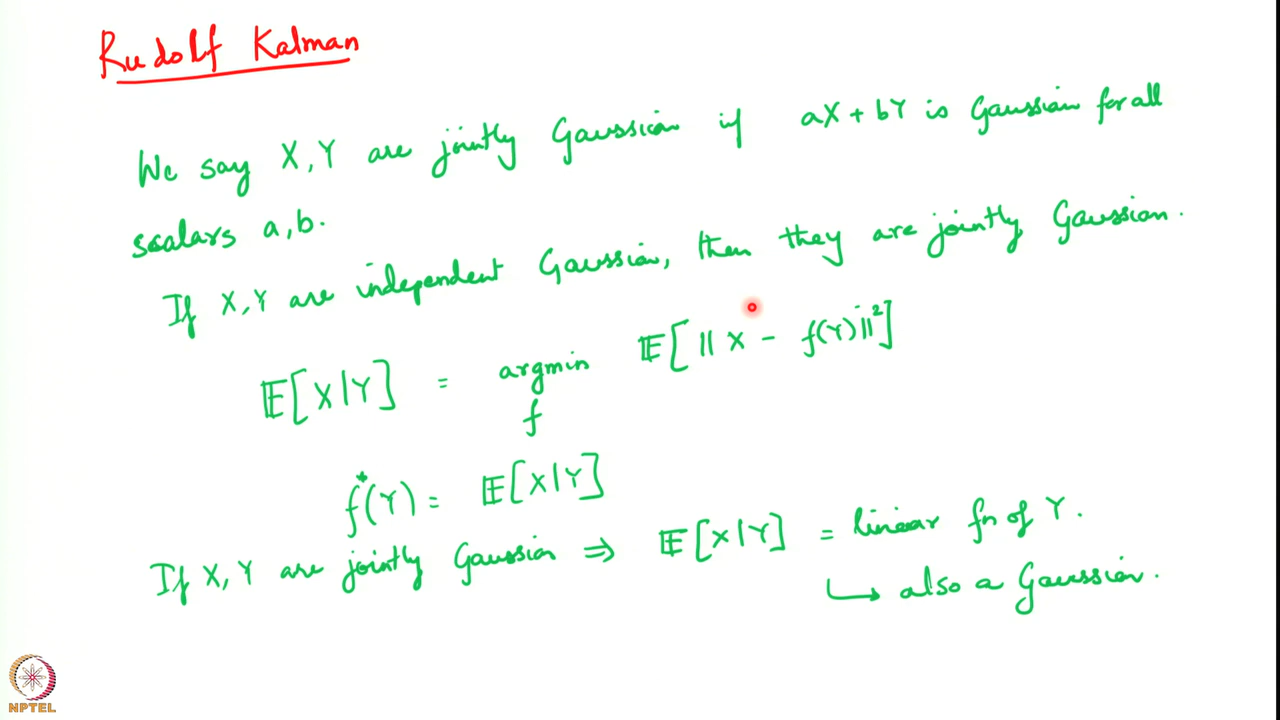 Rudolf Kalman
We say X, Y are jointly Gaussian if aX + bY is Gaussian for all
scalars a, b.
If X, Y are independent Gaussian, then they are jointly Gaussian.
𝔼[X|Y] = argmin 𝔼[||X - f(Y)||²]
f
f*(Y) = 𝔼[X|Y]
If X, Y are jointly Gaussian ⇒ 𝔼[X|Y] = linear fn of Y.
↳ also a Gaussian.
NPTEL